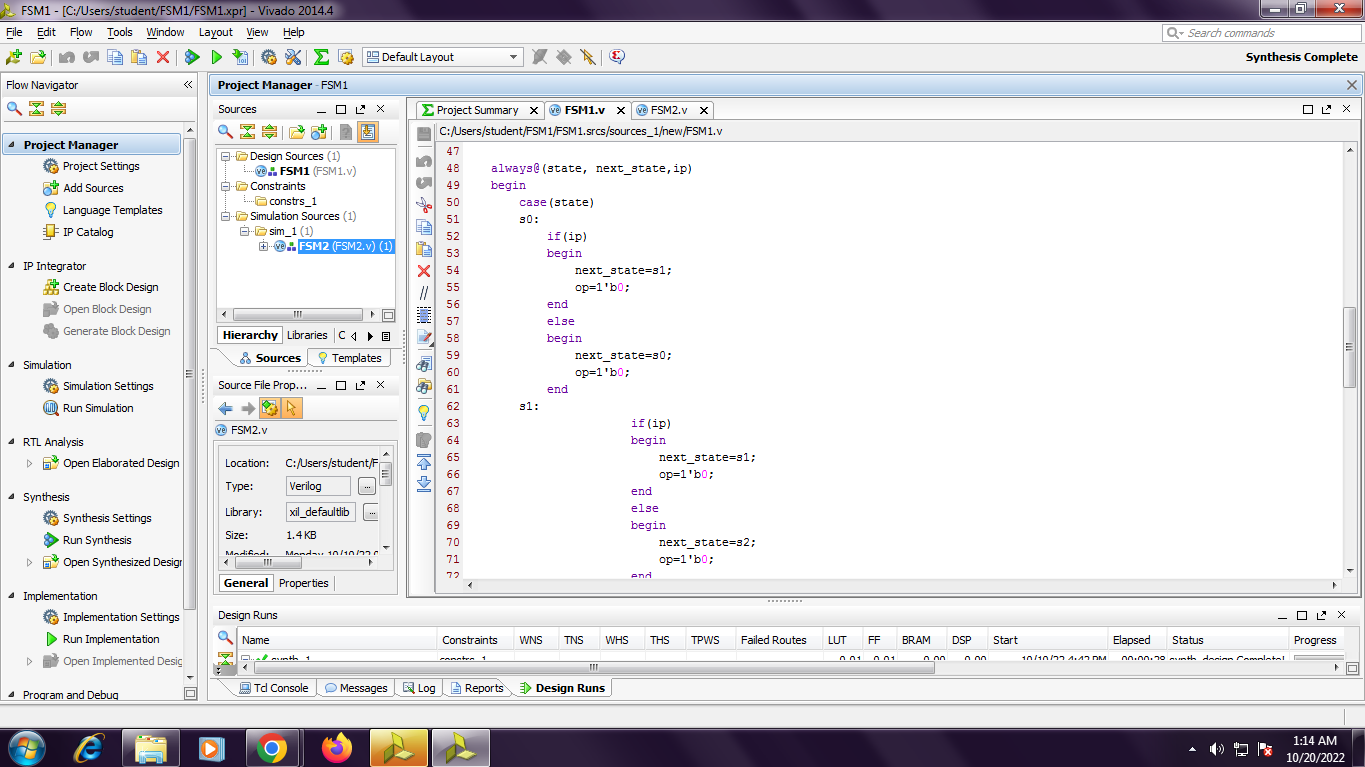 FSM1 - [C:/Users/student/FSM1/FSM1.xpr] - Vivado 2014.4
File Edit Flow Tools Window Layout View Help
Search commands
Default Layout
Synthesis Complete
Flow Navigator
Project Manager
Project Settings
Add Sources
Language Templates
IP Catalog
IP Integrator
Create Block Design
Open Block Design
Generate Block Design
Simulation
Simulation Settings
Run Simulation
RTL Analysis
Open Elaborated Design
Synthesis
Synthesis Settings
Run Synthesis
Open Synthesized Design
Implementation
Implementation Settings
Run Implementation
Open Implemented Desig
Program and Debug
Project Manager - FSM1
Sources
Design Sources (1)
FSM1 (FSM1.v)
Constraints
constrs_1
Simulation Sources (1)
sim_1 (1)
FSM2 (FSM2.v) (1)
Hierarchy Libraries C
Sources Templates
Source File Prop...
FSM2.v
Location: C:/Users/student/F
Type: Verilog ...
Library: xil_defaultlib ...
Size: 1.4 KB
Modified: Monday 10/10/22 0
General Properties
Project Summary FSM1.v FSM2.v
C:/Users/student/FSM1/FSM1.srcs/sources_1/new/FSM1.v
47
48 always@(state, next_state,ip)
49 begin
50 case(state)
51 s0:
52 if(ip)
53 begin
54 next_state=s1;
55 op=1'b0;
56 end
57 else
58 begin
59 next_state=s0;
60 op=1'b0;
61 end
62 s1:
63 if(ip)
64 begin
65 next_state=s1;
66 op=1'b0;
67 end
68 else
69 begin
70 next_state=s2;
71 op=1'b0;
72 end
Design Runs
Name Constraints WNS TNS WHS THS TPWS Failed Routes LUT FF BRAM DSP Start Elapsed Status Progress
synth_1 constrs_1 0.01 0.01 0.00 0.00 10/10/22 4:42 PM 00:00:28 synth_design Complete!
Tcl Console Messages Log Reports Design Runs
1:14 AM
10/20/2022